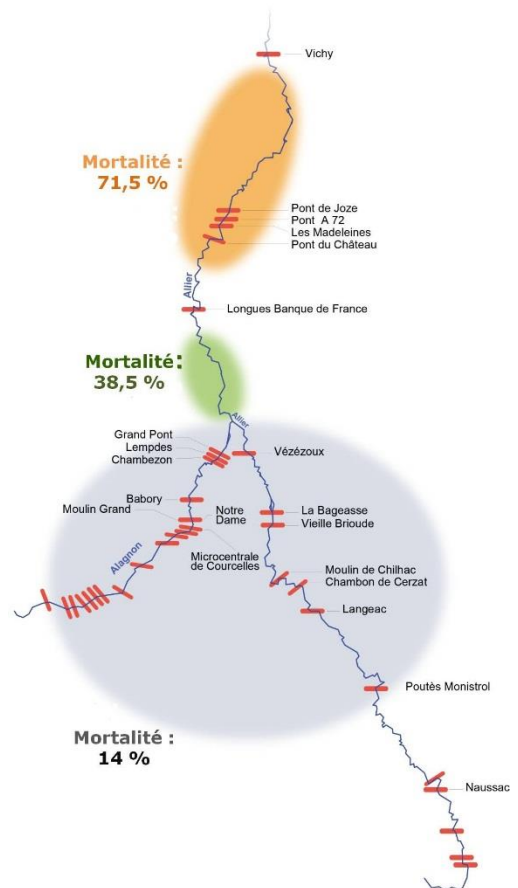 Vichy
Mortalité :
71,5 %
Pont de Joze
Pont A 72
Les Madeleines
Pont du Château
Allier
Longues Banque de France
Mortalité:
38,5 %
Allier
Grand Pont
Lempdes
Chambezon
Vézézoux
Babory
Moulin Grand
Notre
Dame
La Bageasse
Vieille Brioude
Microcentrale
de Courcelles
Alagnon
Moulin de Chilhac
Chambon de Cerzat
Langeac
Poutès Monistrol
Mortalité :
14 %
Naussac